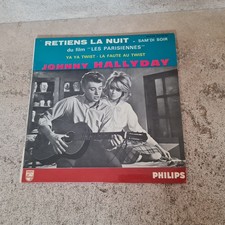 RETIENS LA NUIT - SAM'DI SOIR
du film "LES PARISIENNES"
YA YA TWIST - LA FAUTE AU TWIST
JOHNNY HALLYDAY
PHILIPS